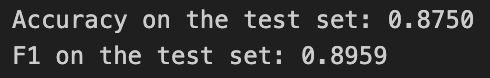 Accuracy on the test set: 0.8750
F1 on the test set: 0.8959